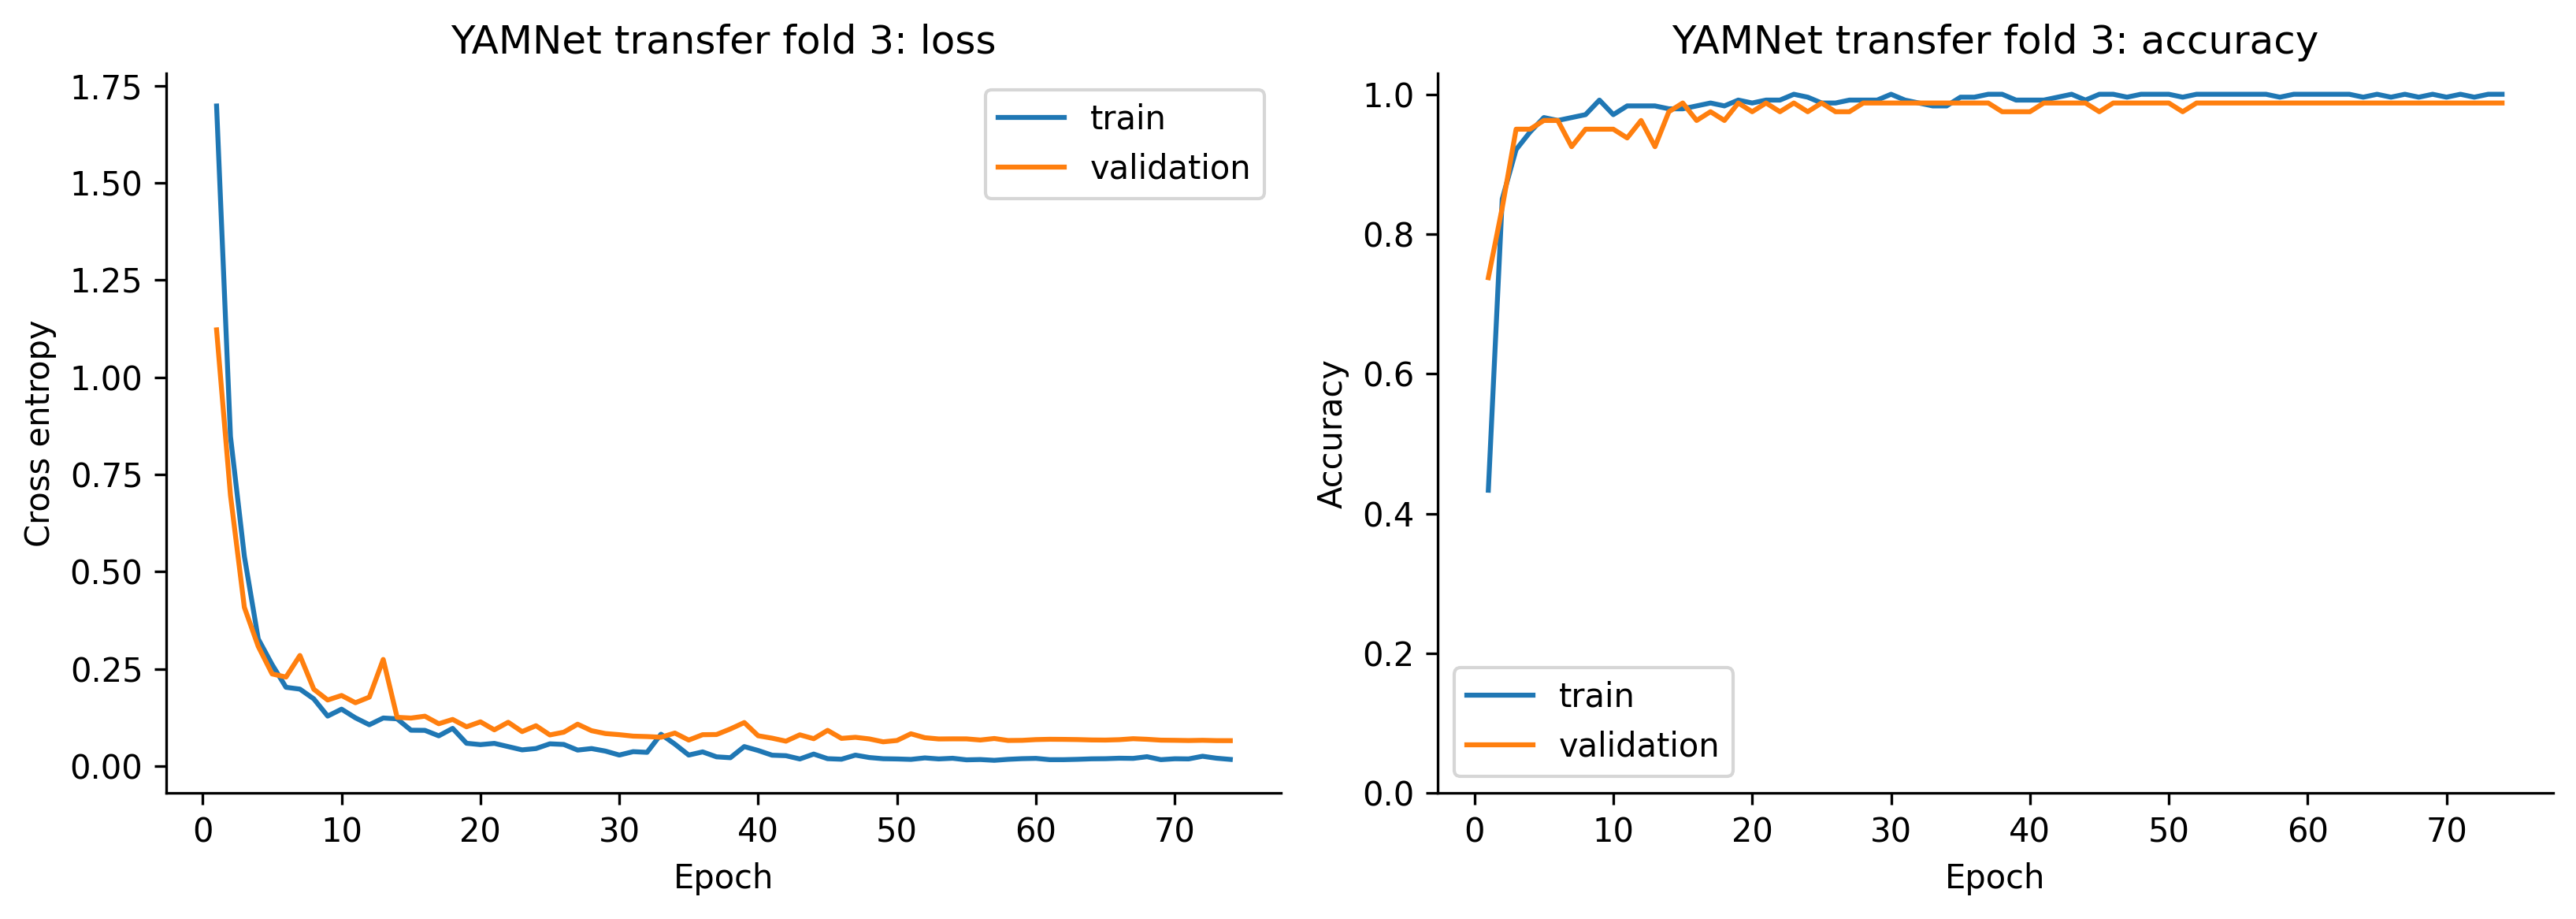 YAMNet transfer fold 3: loss
1.75
1.50
1.25
1.00
0.75
0.50
0.25
0.00
Cross entropy
train
validation
0 10 20 30 40 50 60 70
Epoch
YAMNet transfer fold 3: accuracy
1.0
0.8
0.6
0.4
0.2
0.0
Accuracy
train
validation
0 10 20 30 40 50 60 70
Epoch